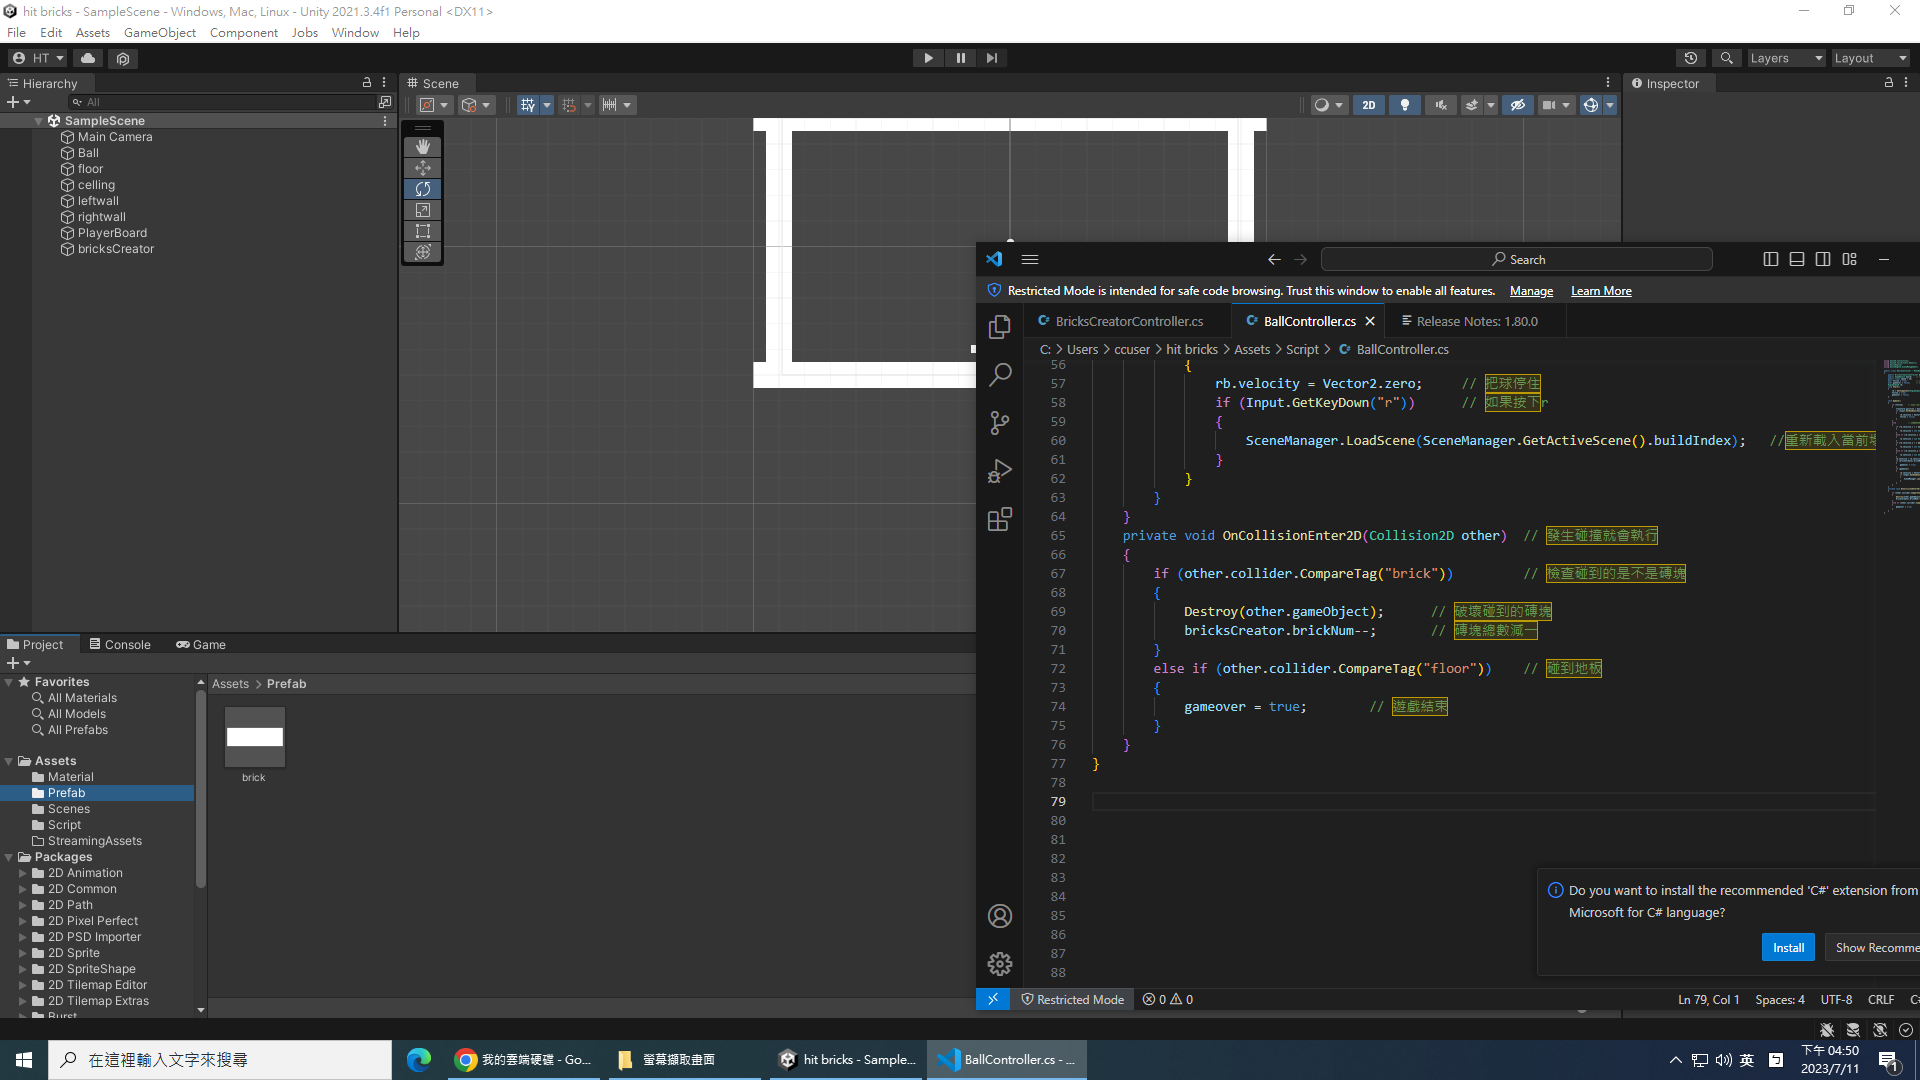 hit bricks - SampleScene - Windows, Mac, Linux - Unity 2021.3.4f1 Personal <DX11>
File Edit Assets GameObject Component Jobs Window Help
HT
Layers
Layout
Hierarchy
All
SampleScene
Main Camera
Ball
floor
celling
leftwall
rightwall
PlayerBoard
bricksCreator
Scene
2D
Inspector
Project
Console
Game
Favorites
All Materials
All Models
All Prefabs
Assets
Material
Prefab
Scenes
Script
StreamingAssets
Packages
2D Animation
2D Common
2D Path
2D Pixel Perfect
2D PSD Importer
2D Sprite
2D SpriteShape
2D Tilemap Editor
2D Tilemap Extras
Burst
Assets > Prefab
brick
Search
Restricted Mode is intended for safe code browsing. Trust this window to enable all features. Manage Learn More
BricksCreatorController.cs
BallController.cs
Release Notes: 1.80.0
C: > Users > ccuser > hit bricks > Assets > Script > BallController.cs
56 {
57 rb.velocity = Vector2.zero; // 把球停住
58 if (Input.GetKeyDown("r")) // 如果按下r
59 {
60 SceneManager.LoadScene(SceneManager.GetActiveScene().buildIndex); //重新載入當前
61 }
62 }
63 }
64 }
65 private void OnCollisionEnter2D(Collision2D other) // 發生碰撞就會執行
66 {
67 if (other.collider.CompareTag("brick")) // 檢查碰到的是不是磚塊
68 {
69 Destroy(other.gameObject); // 破壞碰到的磚塊
70 bricksCreator.brickNum--; // 磚塊總數減一
71 }
72 else if (other.collider.CompareTag("floor")) // 碰到地板
73 {
74 gameover = true; // 遊戲結束
75 }
76 }
77 }
78
79
80
81
82
83
84
85
86
87
88
Do you want to install the recommended 'C#' extension from
Microsoft for C# language?
Install
Show Recomme
Restricted Mode
0 0
Ln 79, Col 1 Spaces: 4 UTF-8 CRLF C
在這裡輸入文字來搜尋
我的雲端硬碟 - Go...
螢幕擷取畫面
hit bricks - Sample...
BallController.cs - ...
英
下午 04:50
2023/7/11
1